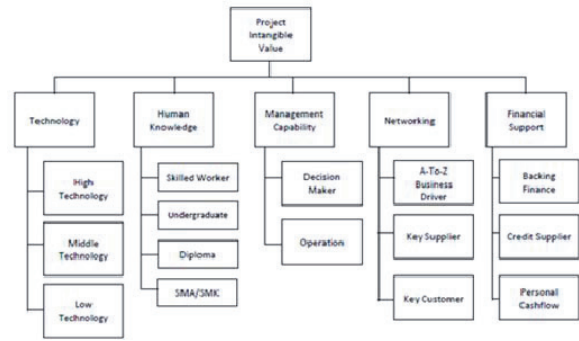 Project
Intangible
Value
Technology
Human
Knowledge
Management
Capability
Networking
Financial
Support
High
Technology
Middle
Technology
Low
Technology
Skilled Worker
Undergraduate
Diploma
SMA/SMK
Decision
Maker
Operation
A-To-Z
Business
Driver
Key Supplier
Key Customer
Backing
Finance
Credit Supplier
Personal
Cashflow